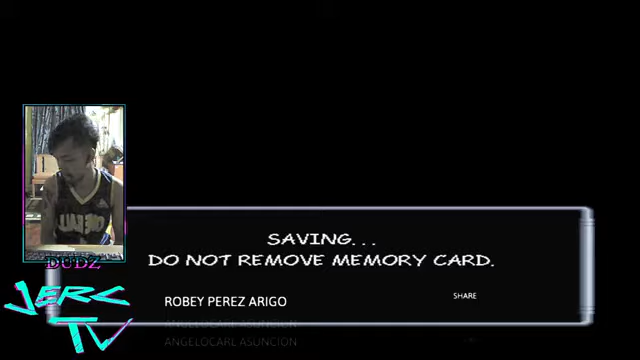 SAVING...
DO NOT REMOVE MEMORY CARD.
DUDZ
JERC
TV
ROBEY PEREZ ARIGO
SHARE
ANGELOCARL ASUNCION
ANGELOCARL ASUNCION